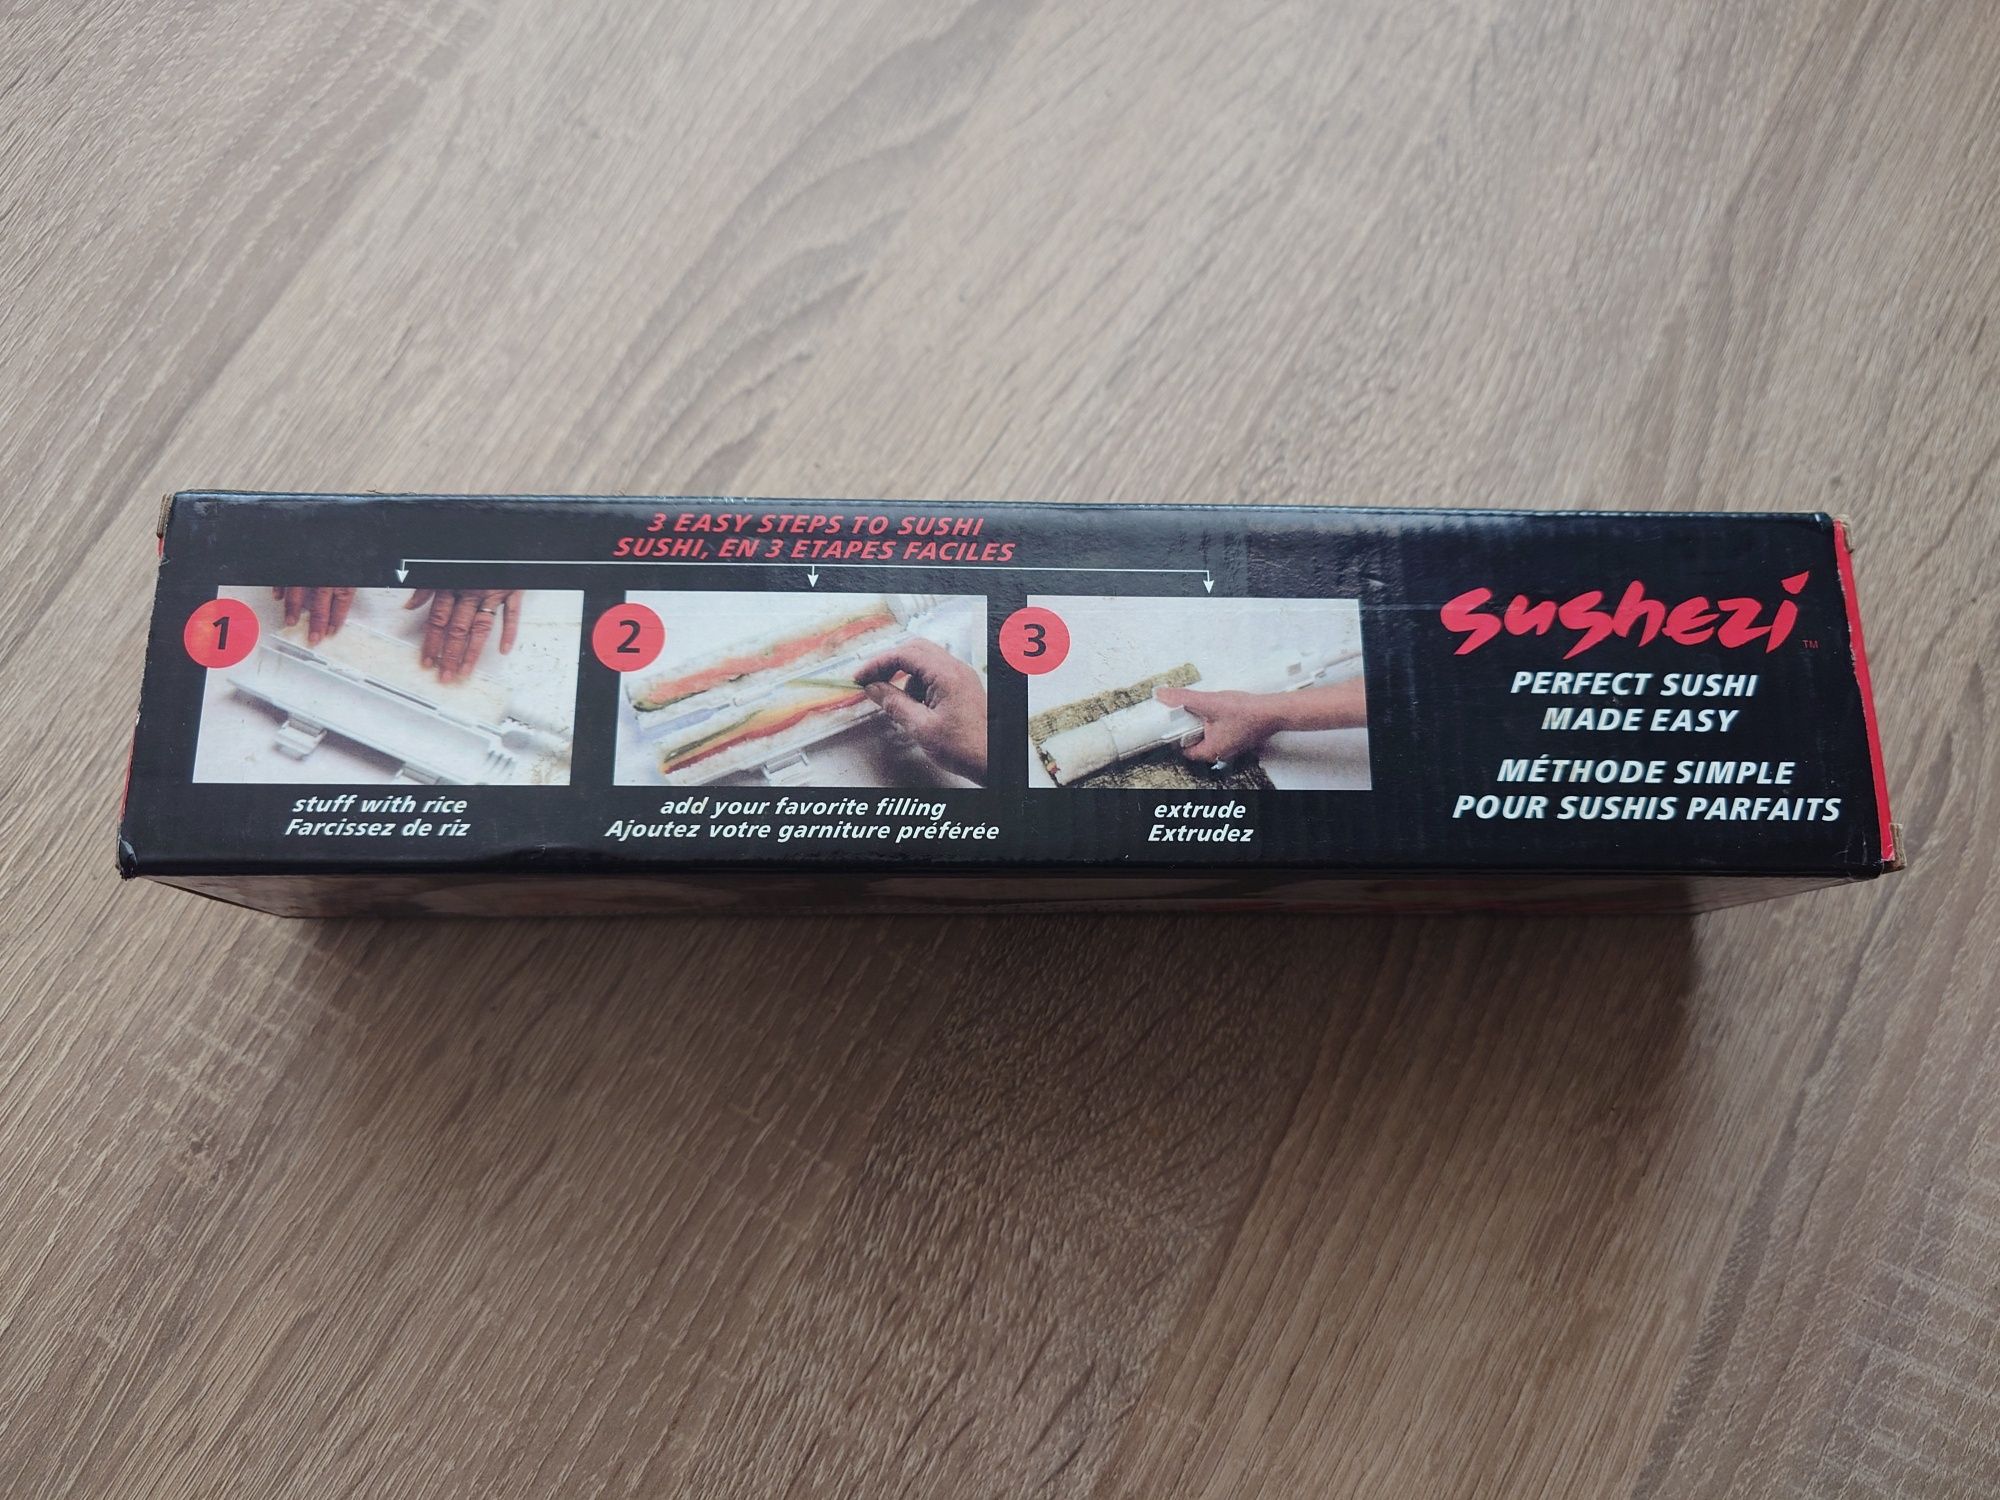 3 EASY STEPS TO SUSHI
SUSHI, EN 3 ETAPES FACILES
1
stuff with rice
Farcissez de riz
2
add your favorite filling
Ajoutez votre garniture préférée
3
extrude
Extrudez
sushezi™
PERFECT SUSHI
MADE EASY
MÉTHODE SIMPLE
POUR SUSHIS PARFAITS